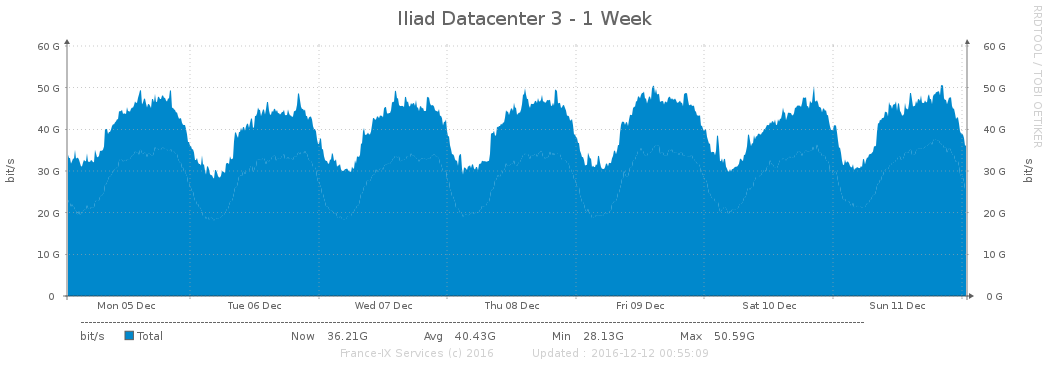 Iliad Datacenter 3 - 1 Week
RRDTOOL / TOBI OETIKER
60 G 60 G
50 G 50 G
40 G 40 G
30 G 30 G
20 G 20 G
10 G 10 G
0 0 G
bit/s bit/s
Mon 05 Dec Tue 06 Dec Wed 07 Dec Thu 08 Dec Fri 09 Dec Sat 10 Dec Sun 11 Dec
bit/s Total Now 36.21G Avg 40.43G Min 28.13G Max 50.59G
France-IX Services (c) 2016 Updated : 2016-12-12 00:55:09